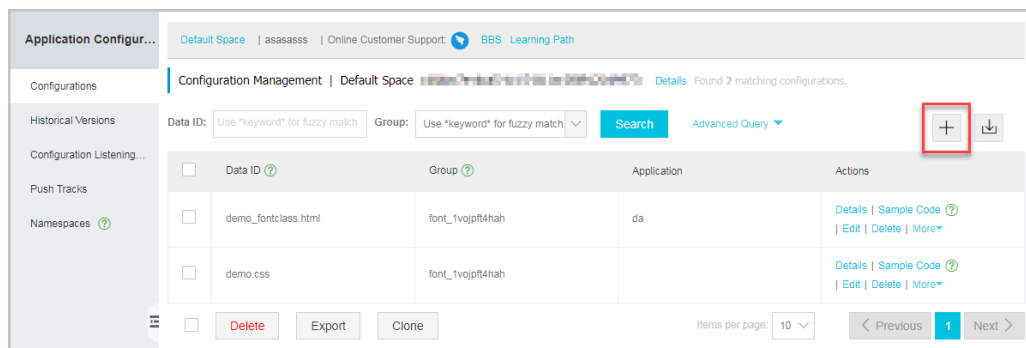 Application Configur...
Default Space | asasasss | Online Customer Support: BBS Learning Path
Configurations
Historical Versions
Configuration Listening...
Push Tracks
Namespaces
Configuration Management | Default Space Details Found 2 matching configurations.
Data ID: Use *keyword* for fuzzy match Group: Use *keyword* for fuzzy match Search Advanced Query
Data ID Group Application Actions
demo_fontclass.html font_1vojpft4hah da Details | Sample Code
| Edit | Delete | More
demo.css font_1vojpft4hah Details | Sample Code
| Edit | Delete | More
Delete Export Clone Items per page: 10 < Previous 1 Next >